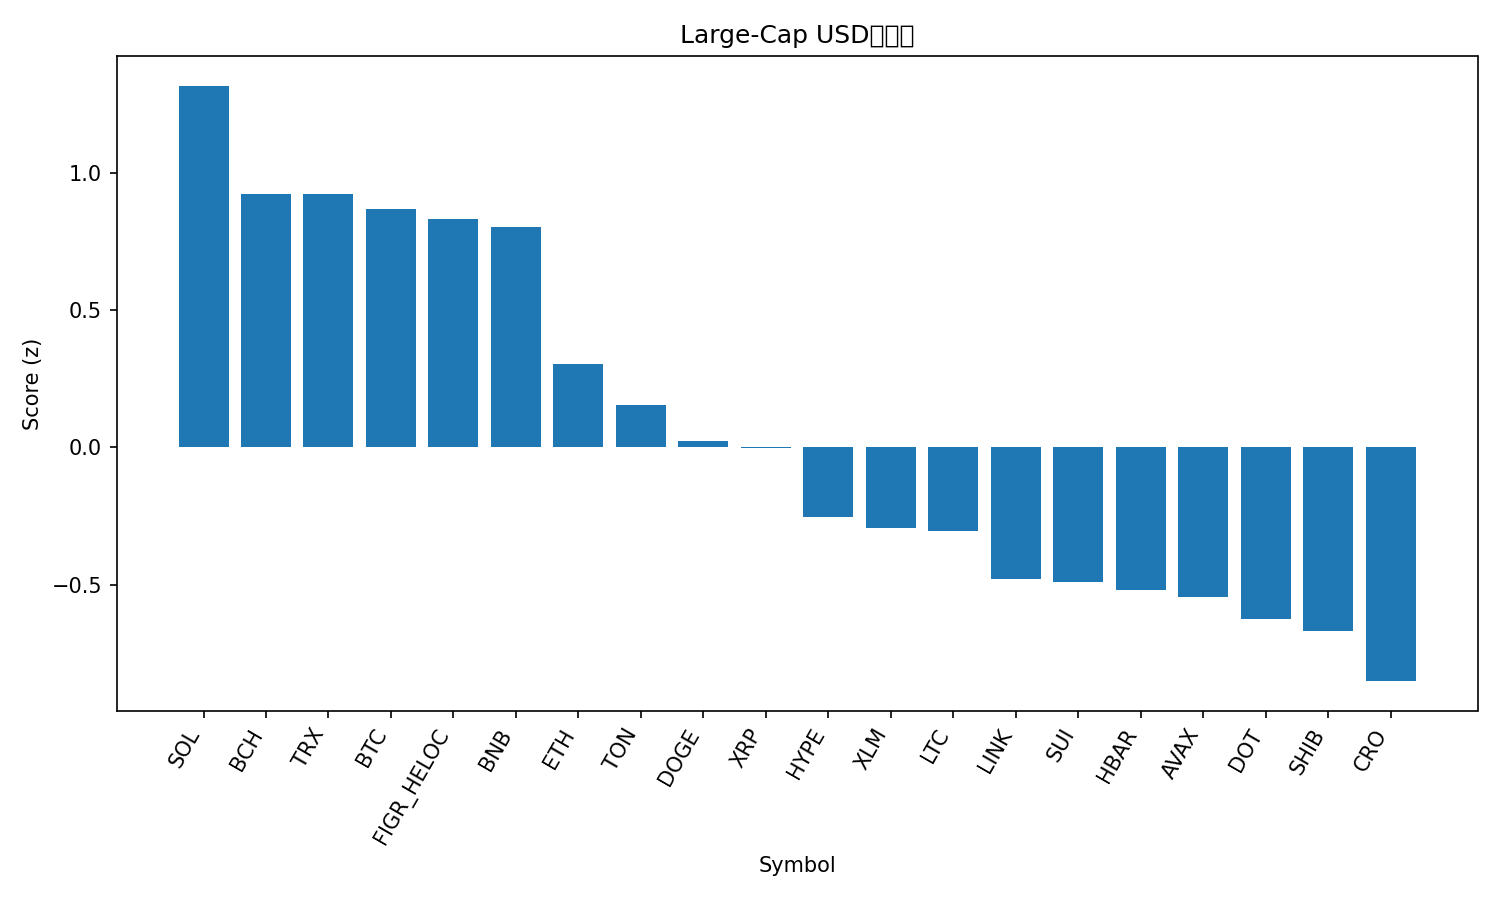 Large-Cap USD
Score (z)
1.0
0.5
0.0
−0.5
SOL
BCH
TRX
BTC
FIGR_HELOC
BNB
ETH
TON
DOGE
XRP
HYPE
XLM
LTC
LINK
SUI
HBAR
AVAX
DOT
SHIB
CRO
Symbol